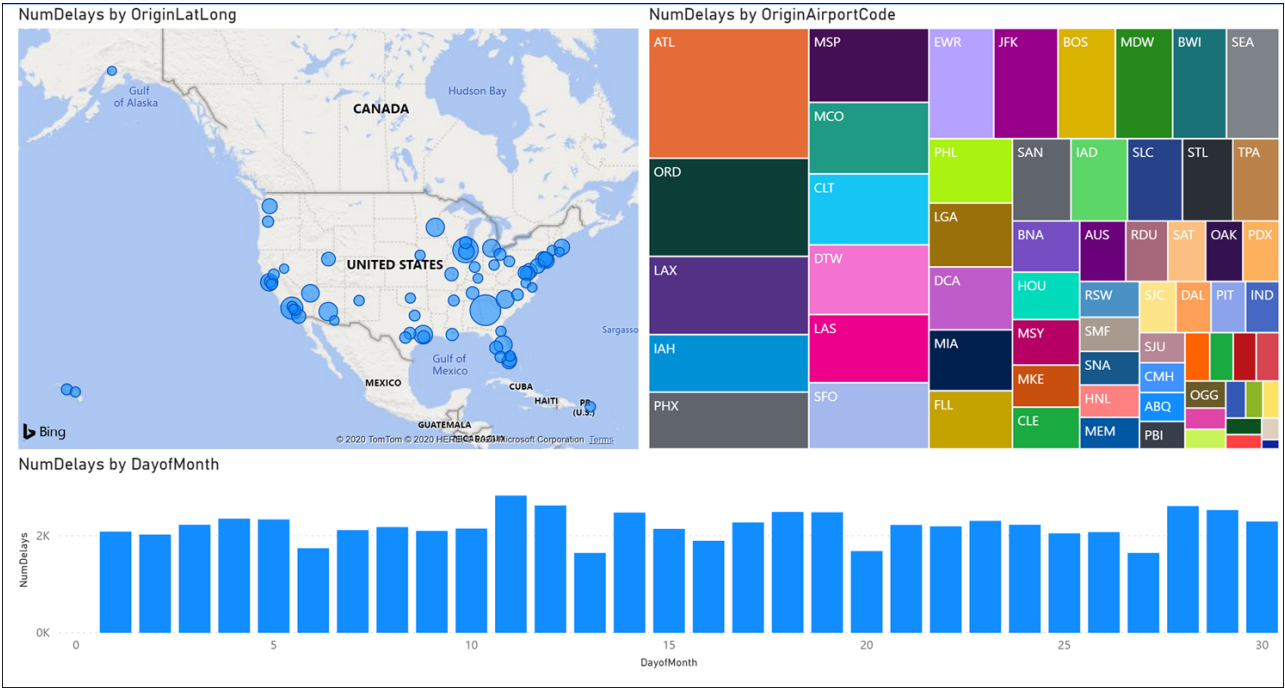 NumDelays by OriginLatLong
Gulf
of Alaska
CANADA
Hudson Bay
UNITED STATES
Sargasso
Gulf of
Mexico
MEXICO
CUBA
HAITI
PR
(U.S.)
GUATEMALA
Bing
© 2020 TomTom © 2020 HERE, © 2020 Microsoft Corporation Terms
NumDelays by OriginAirportCode
ATL
MSP
EWR
JFK
BOS
MDW
BWI
SEA
MCO
PHL
SAN
IAD
SLC
STL
TPA
ORD
CLT
LGA
BNA
AUS
RDU
SAT
OAK
PDX
LAX
DTW
DCA
HOU
RSW
SJC
DAL
PIT
IND
LAS
MIA
MSY
SMF
SJU
IAH
SNA
CMH
MKE
HNL
OGG
PHX
SFO
FLL
ABQ
CLE
MEM
PBI
NumDelays by DayofMonth
NumDelays
2K
0K
0
5
10
15
20
25
30
DayofMonth